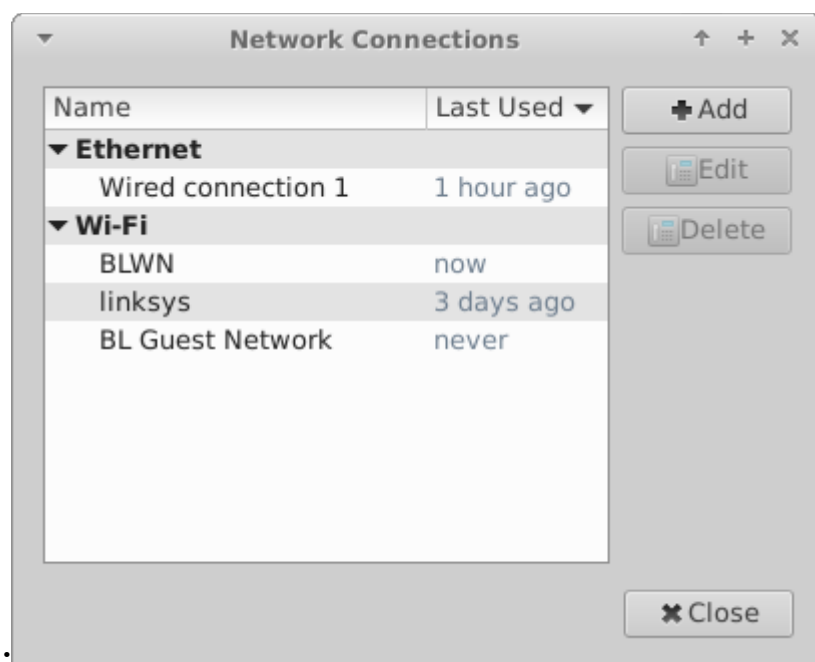 Network Connections
Name Last Used
Add
Ethernet
Edit
Wired connection 1 1 hour ago
Wi-Fi
Delete
BLWN now
linksys 3 days ago
BL Guest Network never
Close